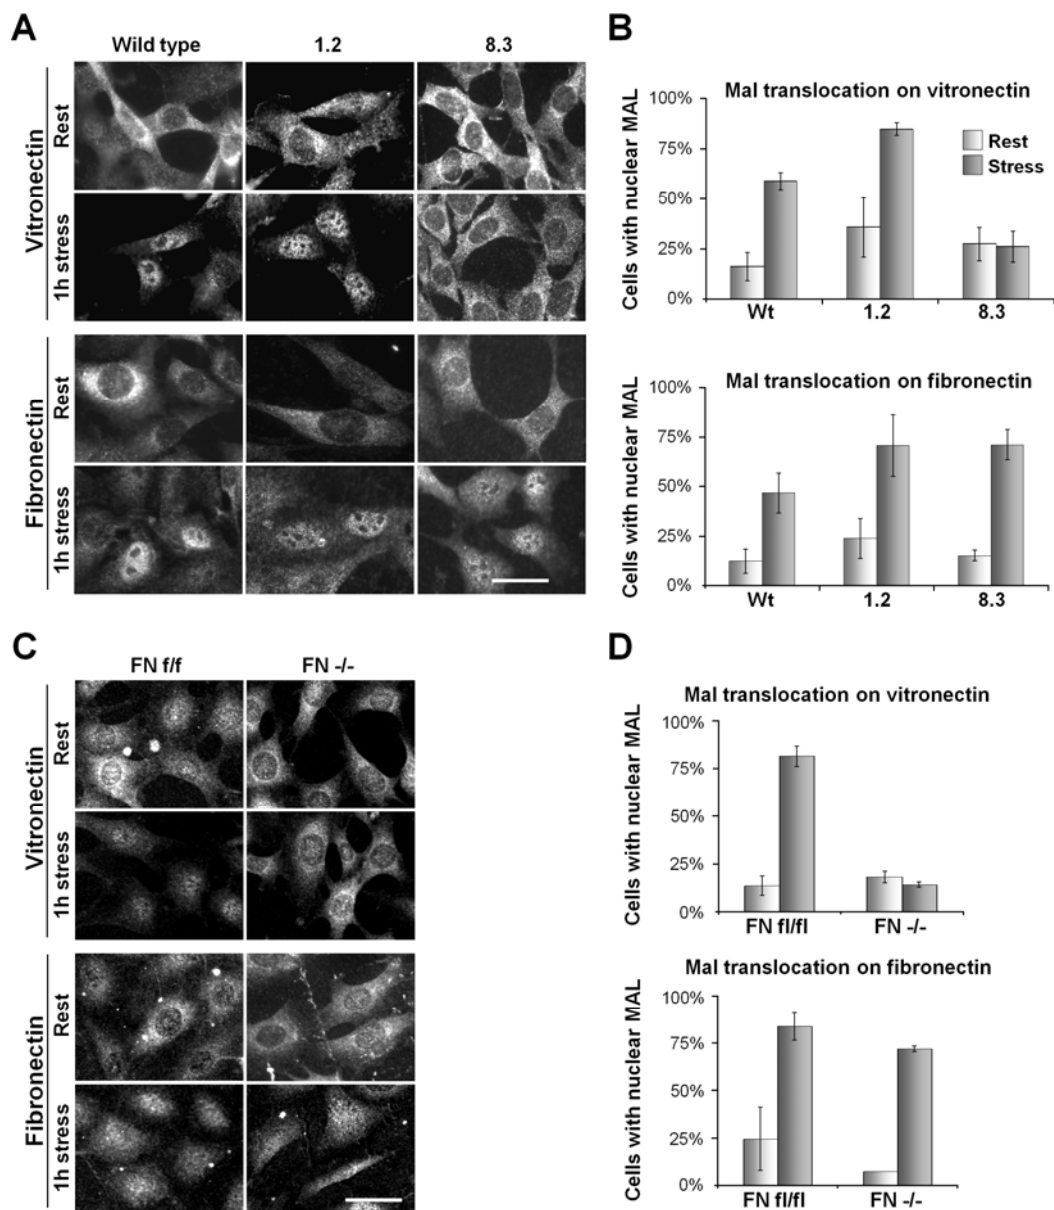 A
Wild type 1.2 8.3
Vitronectin
Rest
1h stress
Fibronectin
Rest
1h stress
B
Mal translocation on vitronectin
Cells with nuclear MAL
100%
75%
50%
25%
0%
Rest
Stress
Wt 1.2 8.3
Mal translocation on fibronectin
Cells with nuclear MAL
100%
75%
50%
25%
0%
Wt 1.2 8.3
C
FN f/f FN -/-
Vitronectin
Rest
1h stress
Fibronectin
Rest
1h stress
D
Mal translocation on vitronectin
Cells with nuclear MAL
100%
75%
50%
25%
0%
FN fl/fl FN -/-
Mal translocation on fibronectin
Cells with nuclear MAL
100%
75%
50%
25%
0%
FN fl/fl FN -/-